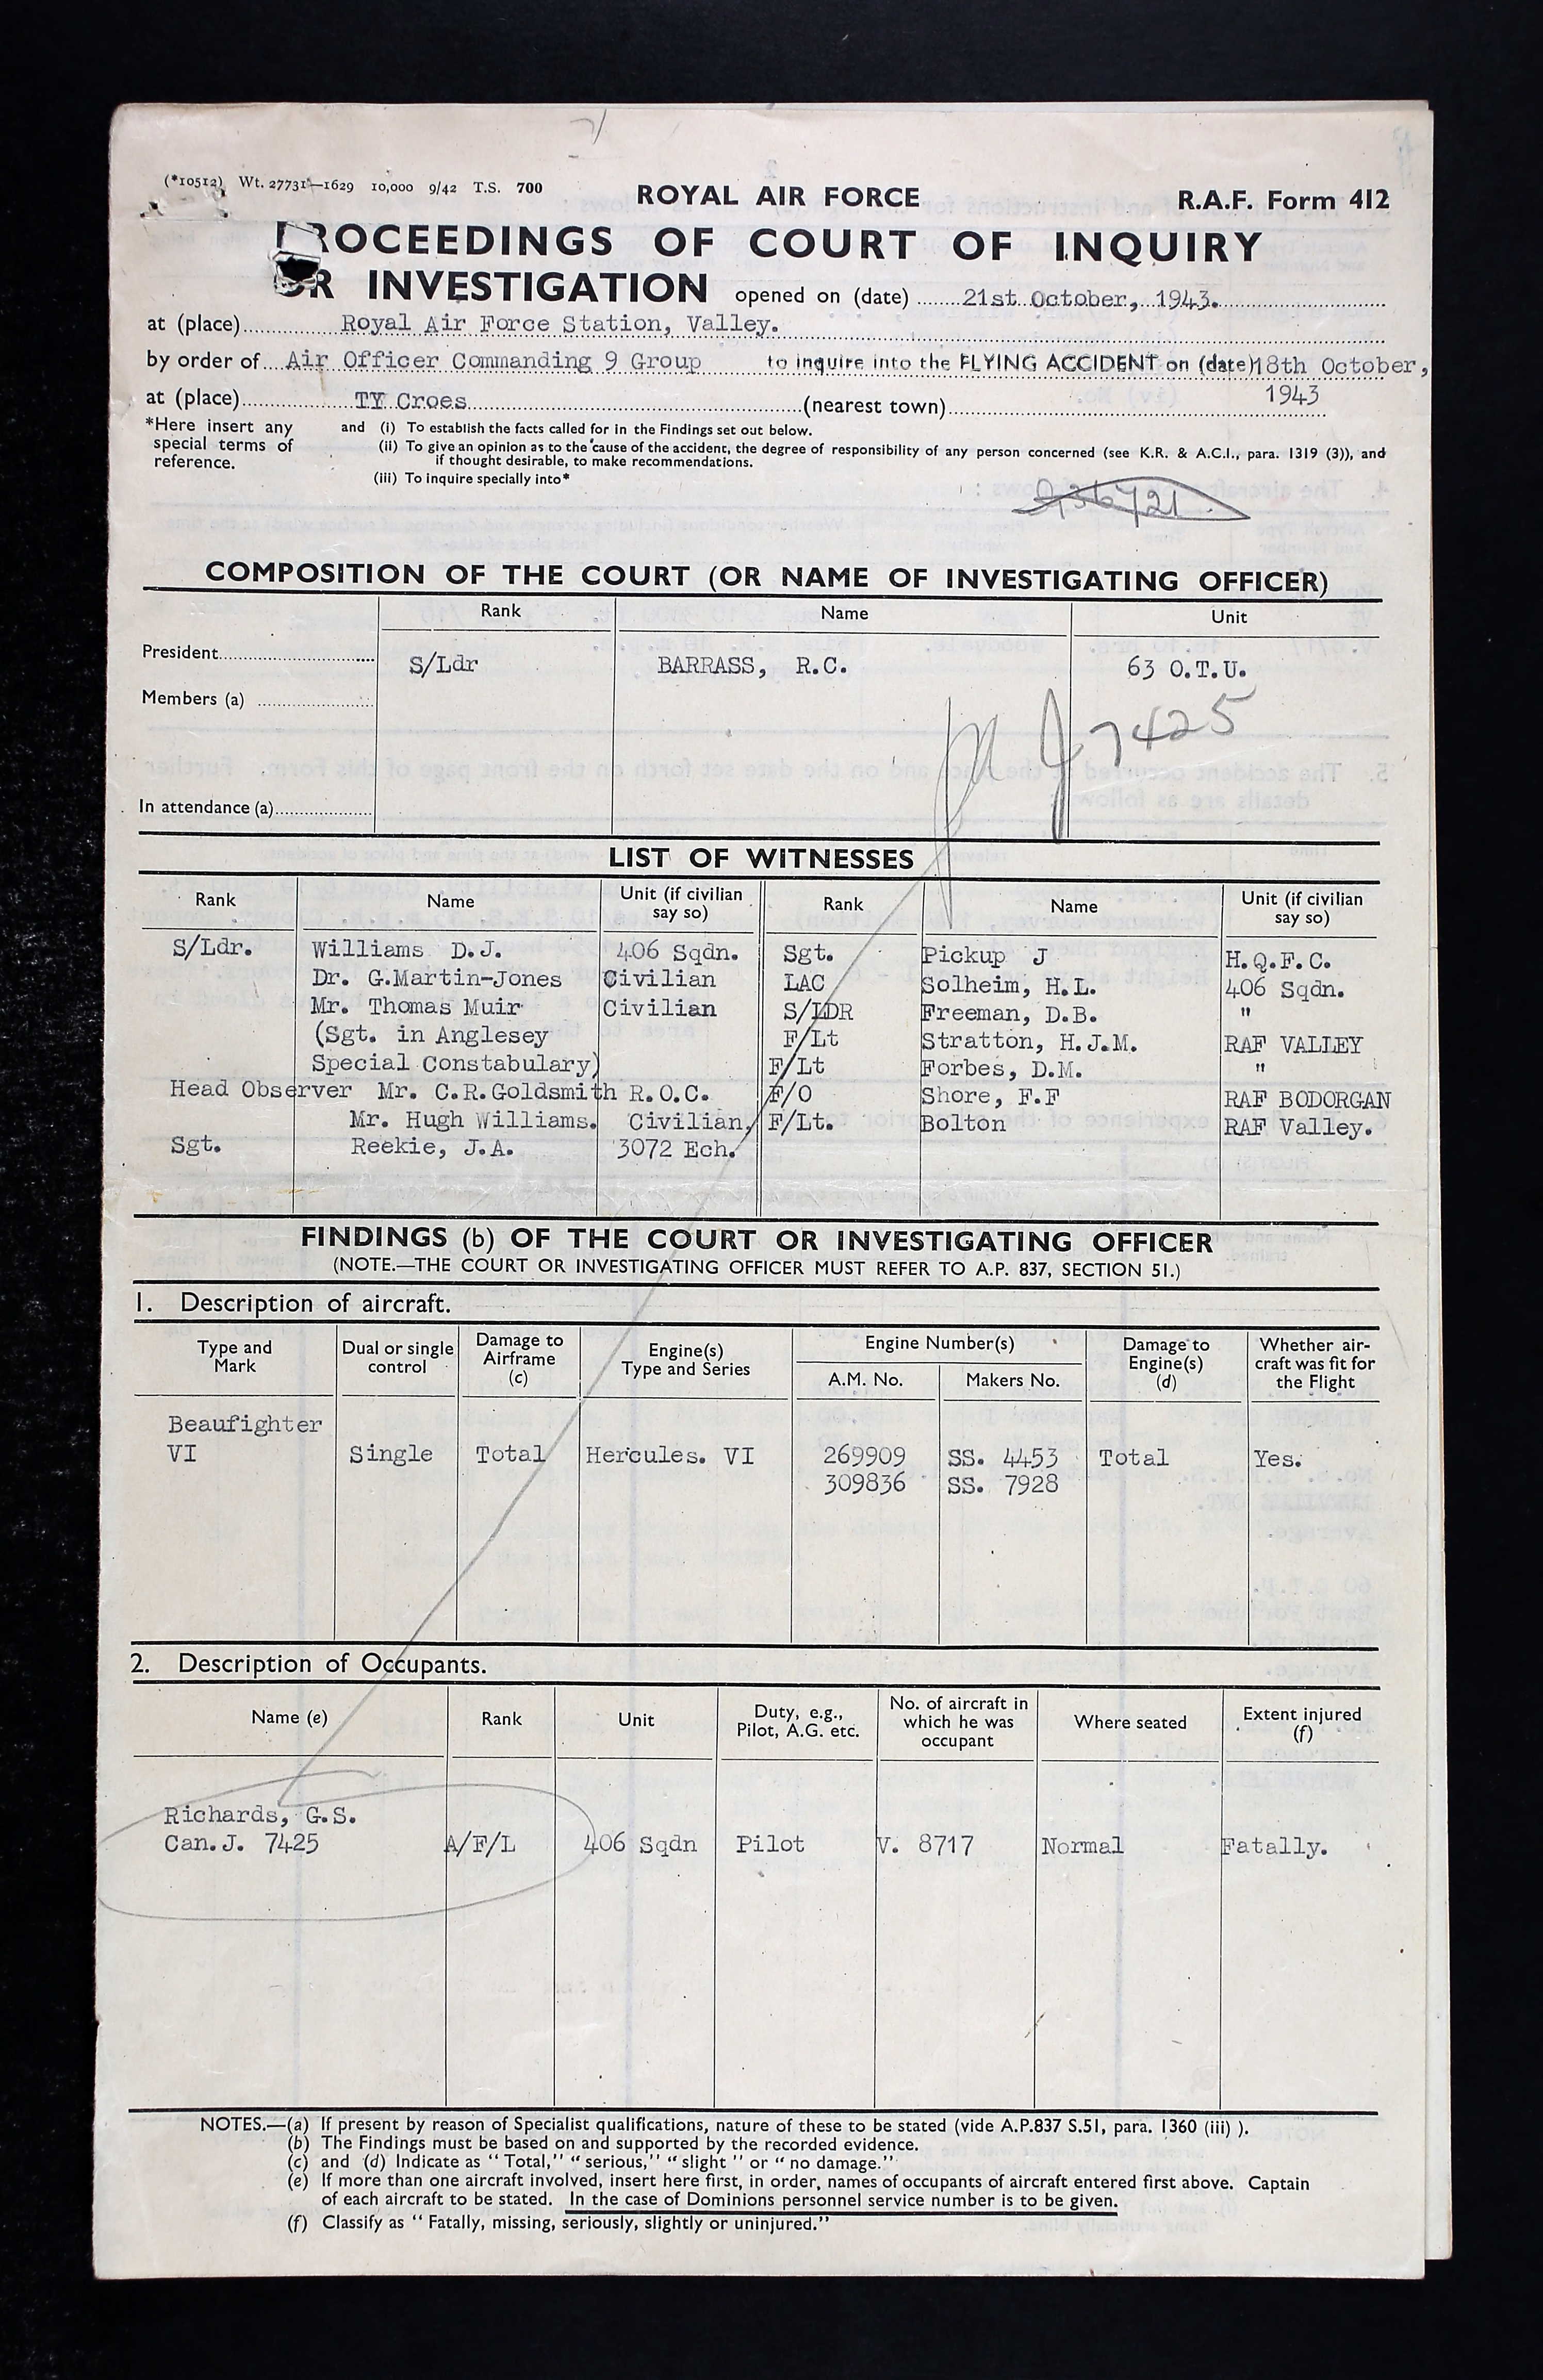 (*10512) Wt. 27731—1629 10,000 9/42 T.S. 700
ROYAL AIR FORCE
R.A.F. Form 412
PROCEEDINGS OF COURT OF INQUIRY
OR INVESTIGATION opened on (date) 21st October, 1943.
at (place) Royal Air Force Station, Valley.
by order of Air Officer Commanding 9 Group to inquire into the FLYING ACCIDENT on (date) 18th October,
1943
at (place) TY Croes (nearest town)
*Here insert any special terms of reference.
and (i) To establish the facts called for in the Findings set out below.
(ii) To give an opinion as to the cause of the accident, the degree of responsibility of any person concerned (see K.R. & A.C.I., para. 1319 (3)), and
if thought desirable, to make recommendations.
(iii) To inquire specially into*
COMPOSITION OF THE COURT (OR NAME OF INVESTIGATING OFFICER)
Rank Name Unit
President S/Ldr BARRASS, R.C. 63 O.T.U.
Members (a)
J 7425
In attendance (a)
LIST OF WITNESSES
Rank Name Unit (if civilian say so) Rank Name Unit (if civilian say so)
S/Ldr. Williams D.J. 406 Sqdn. Sgt. Pickup J H.Q.F.C.
Dr. G.Martin-Jones Civilian LAC Solheim, H.L. 406 Sqdn.
Mr. Thomas Muir Civilian S/LDR Freeman, D.B. "
(Sgt. in Anglesey F/Lt Stratton, H.J.M. RAF VALLEY
Special Constabulary) F/Lt Forbes, D.M. "
Head Observer Mr. C.R.Goldsmith R.O.C. F/O Shore, F.F RAF BODORGAN
Mr. Hugh Williams. Civilian, F/Lt. Bolton RAF Valley.
Sgt. Reekie, J.A. 3072 Ech.
FINDINGS (b) OF THE COURT OR INVESTIGATING OFFICER
(NOTE.—THE COURT OR INVESTIGATING OFFICER MUST REFER TO A.P. 837, SECTION 51.)
1. Description of aircraft.
Type and Mark Dual or single control Damage to Airframe (c) Engine(s) Type and Series Engine Number(s) A.M. No. Makers No. Damage to Engine(s) (d) Whether air-craft was fit for the Flight
Beaufighter
VI Single Total Hercules. VI 269909 SS. 4453 Total Yes.
309836 SS. 7928
2. Description of Occupants.
Name (e) Rank Unit Duty, e.g., Pilot, A.G. etc. No. of aircraft in which he was occupant Where seated Extent injured (f)
Richards, G.S.
Can.J. 7425 A/F/L 406 Sqdn Pilot V. 8717 Normal Fatally.
NOTES.—(a) If present by reason of Specialist qualifications, nature of these to be stated (vide A.P.837 S.51, para. 1360 (iii) ).
(b) The Findings must be based on and supported by the recorded evidence.
(c) and (d) Indicate as "Total," "serious," "slight" or "no damage."
(e) If more than one aircraft involved, insert here first, in order, names of occupants of aircraft entered first above. Captain
of each aircraft to be stated. In the case of Dominions personnel service number is to be given.
(f) Classify as "Fatally, missing, seriously, slightly or uninjured."